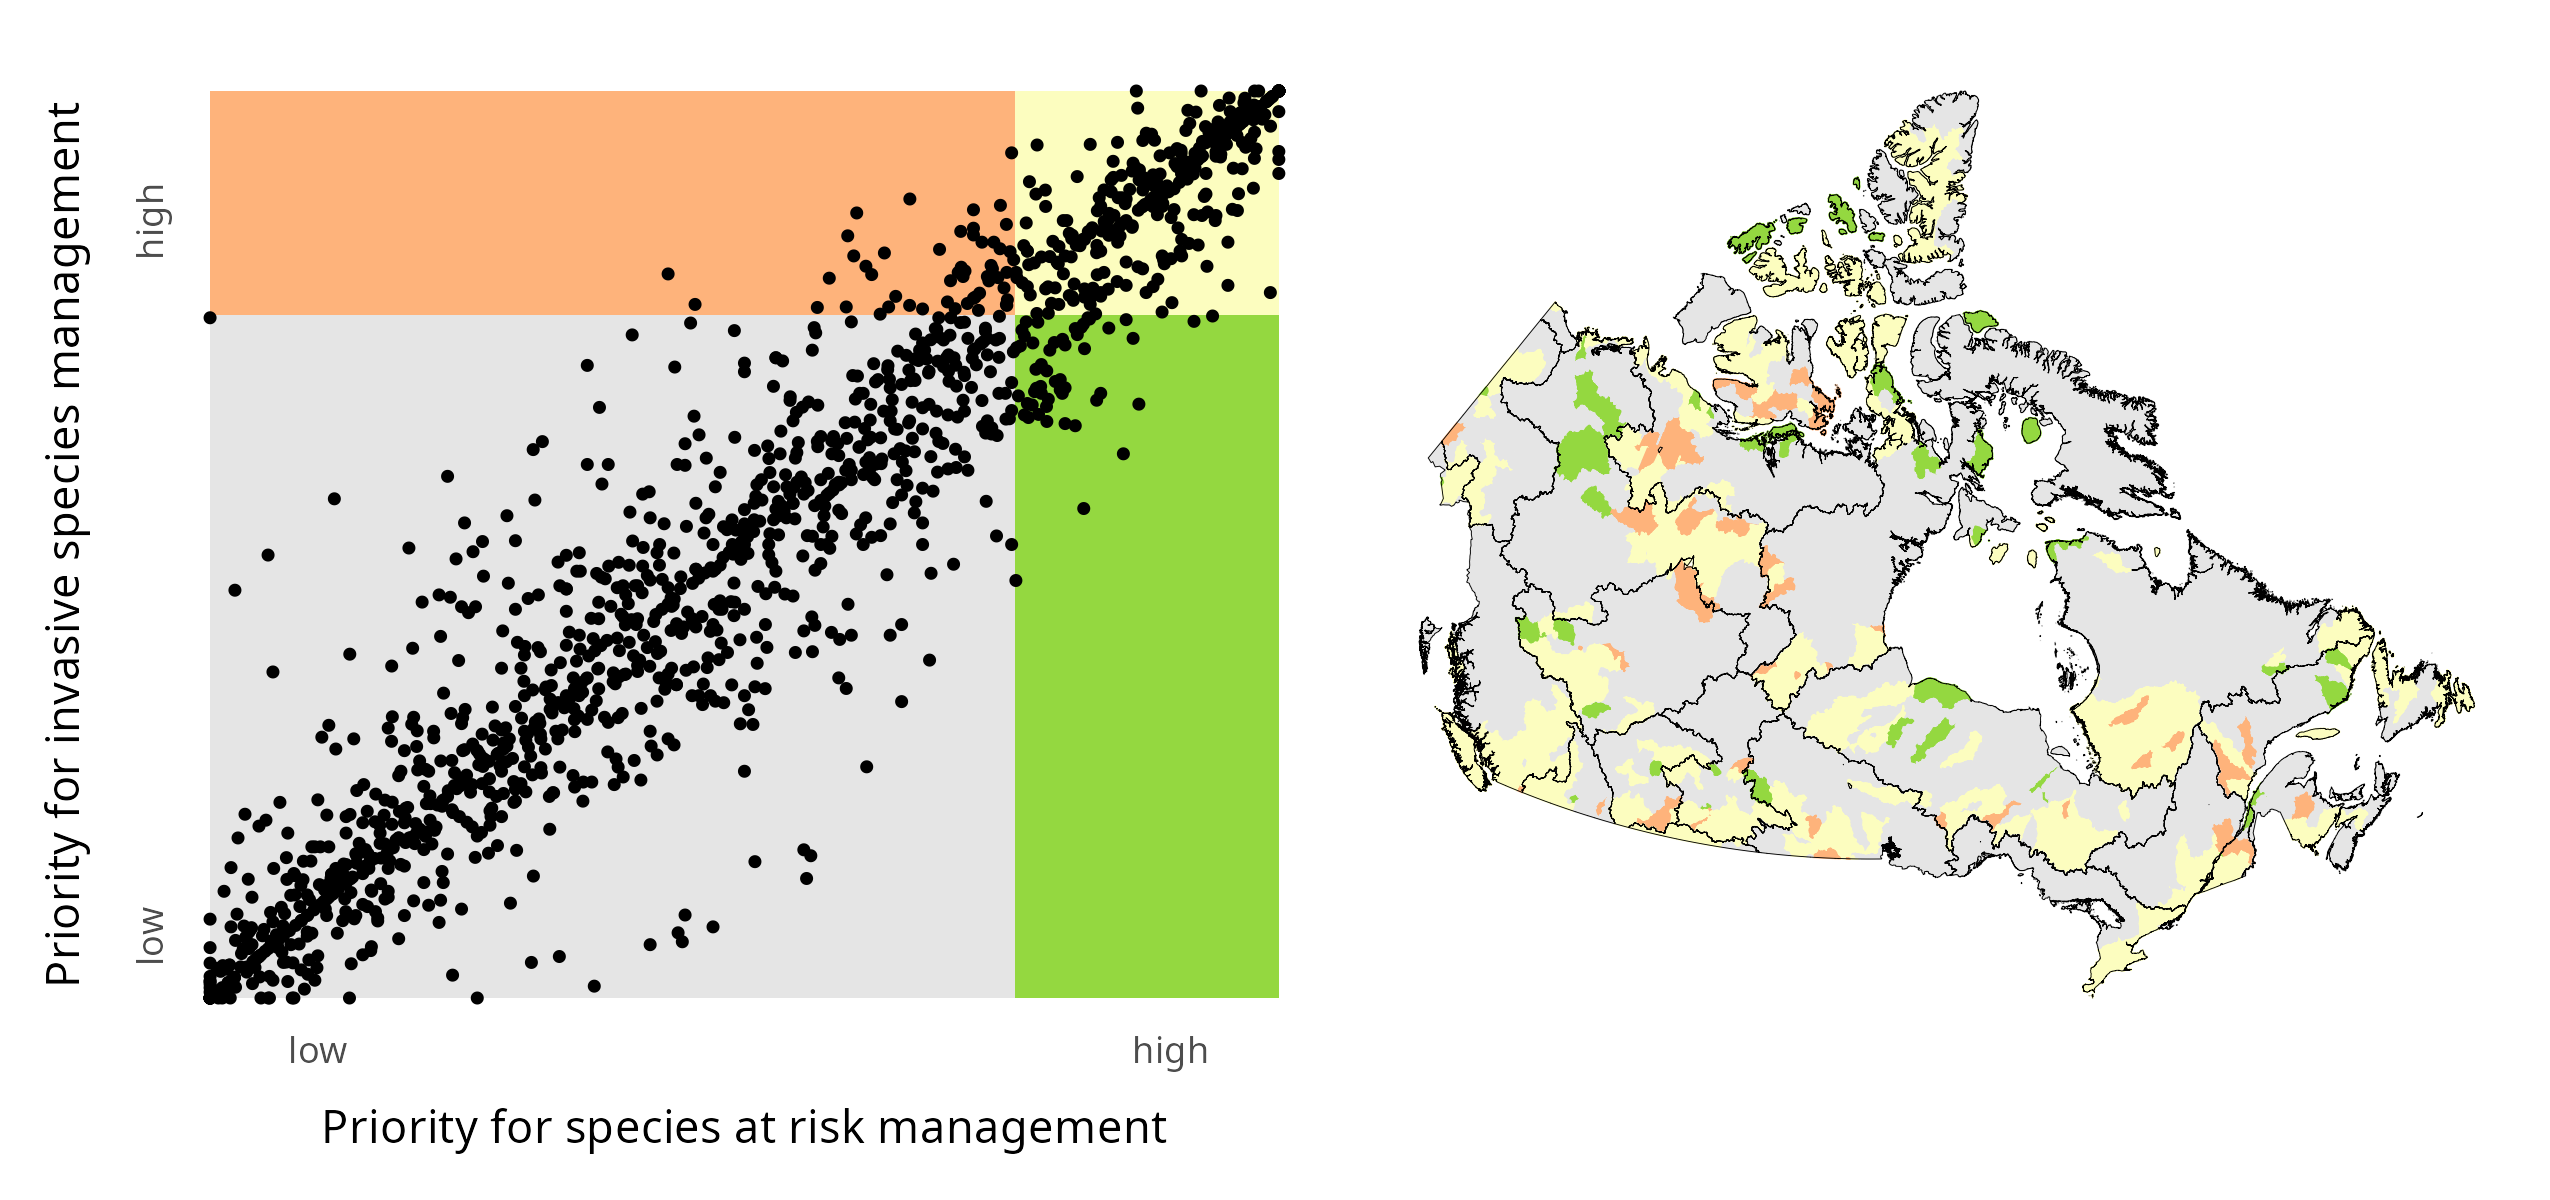 Priority for invasive species management
high
low
low
high
Priority for species at risk management